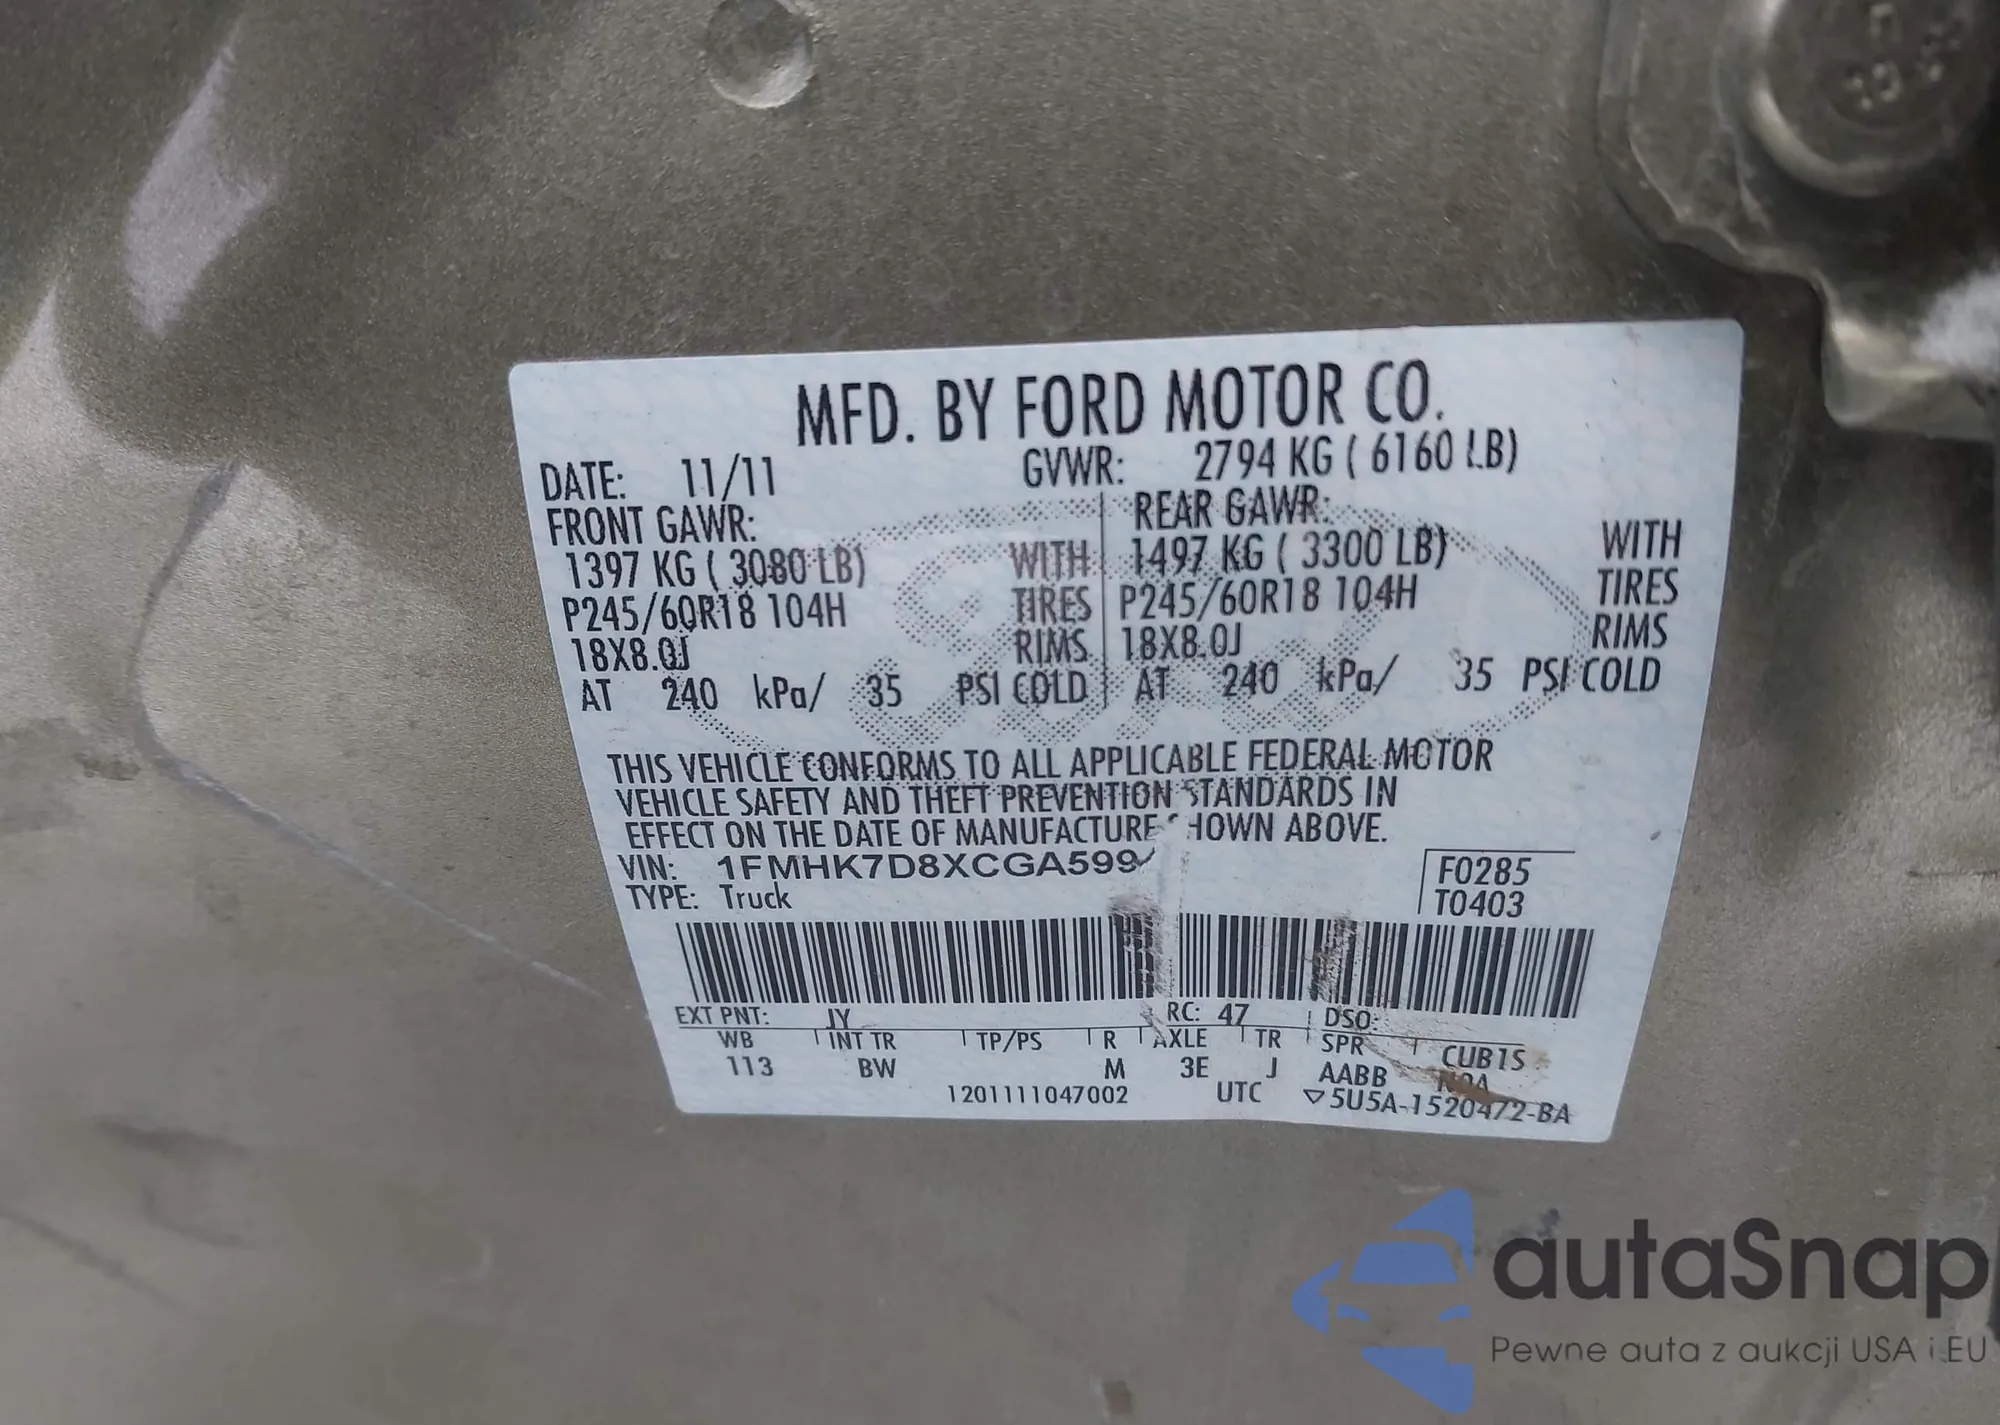 MFD. BY FORD MOTOR CO.
DATE: 11/11 GVWR: 2794 KG ( 6160 LB)
FRONT GAWR: REAR GAWR:
1397 KG ( 3080 LB) WITH 1497 KG ( 3300 LB) WITH
P245/60R18 104H TIRES P245/60R18 104H TIRES
18X8.0J RIMS 18X8.0J RIMS
AT 240 kPa/ 35 PSI COLD AT 240 kPa/ 35 PSI COLD
THIS VEHICLE CONFORMS TO ALL APPLICABLE FEDERAL MOTOR
VEHICLE SAFETY AND THEFT PREVENTION STANDARDS IN
EFFECT ON THE DATE OF MANUFACTURE SHOWN ABOVE.
VIN: F0285
TYPE: Truck T0403
EXT PNT: JY RC: 47 DSO:
WB INT TR TP/PS R AXLE TR SPR CUB1S
113 BW M 3E J AABB
1201111047002 UTC ▽5U5A-1520472-BA
autaSnap
Pewne auta z aukcji USA i EU